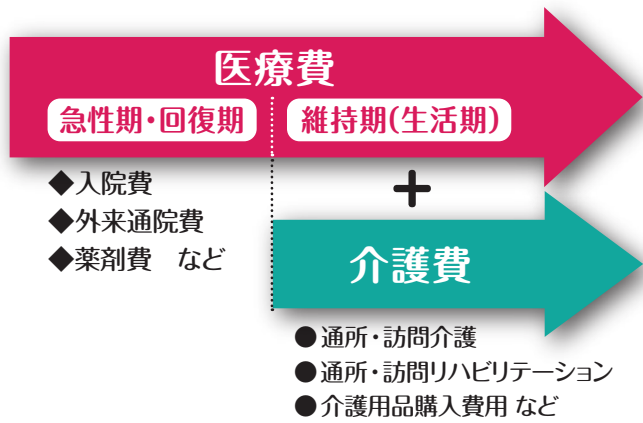 医療費
急性期・回復期
維持期(生活期)
◆入院費
◆外来通院費
◆薬剤費 など
+
介護費
●通所・訪問介護
●通所・訪問リハビリテーション
●介護用品購入費用 など